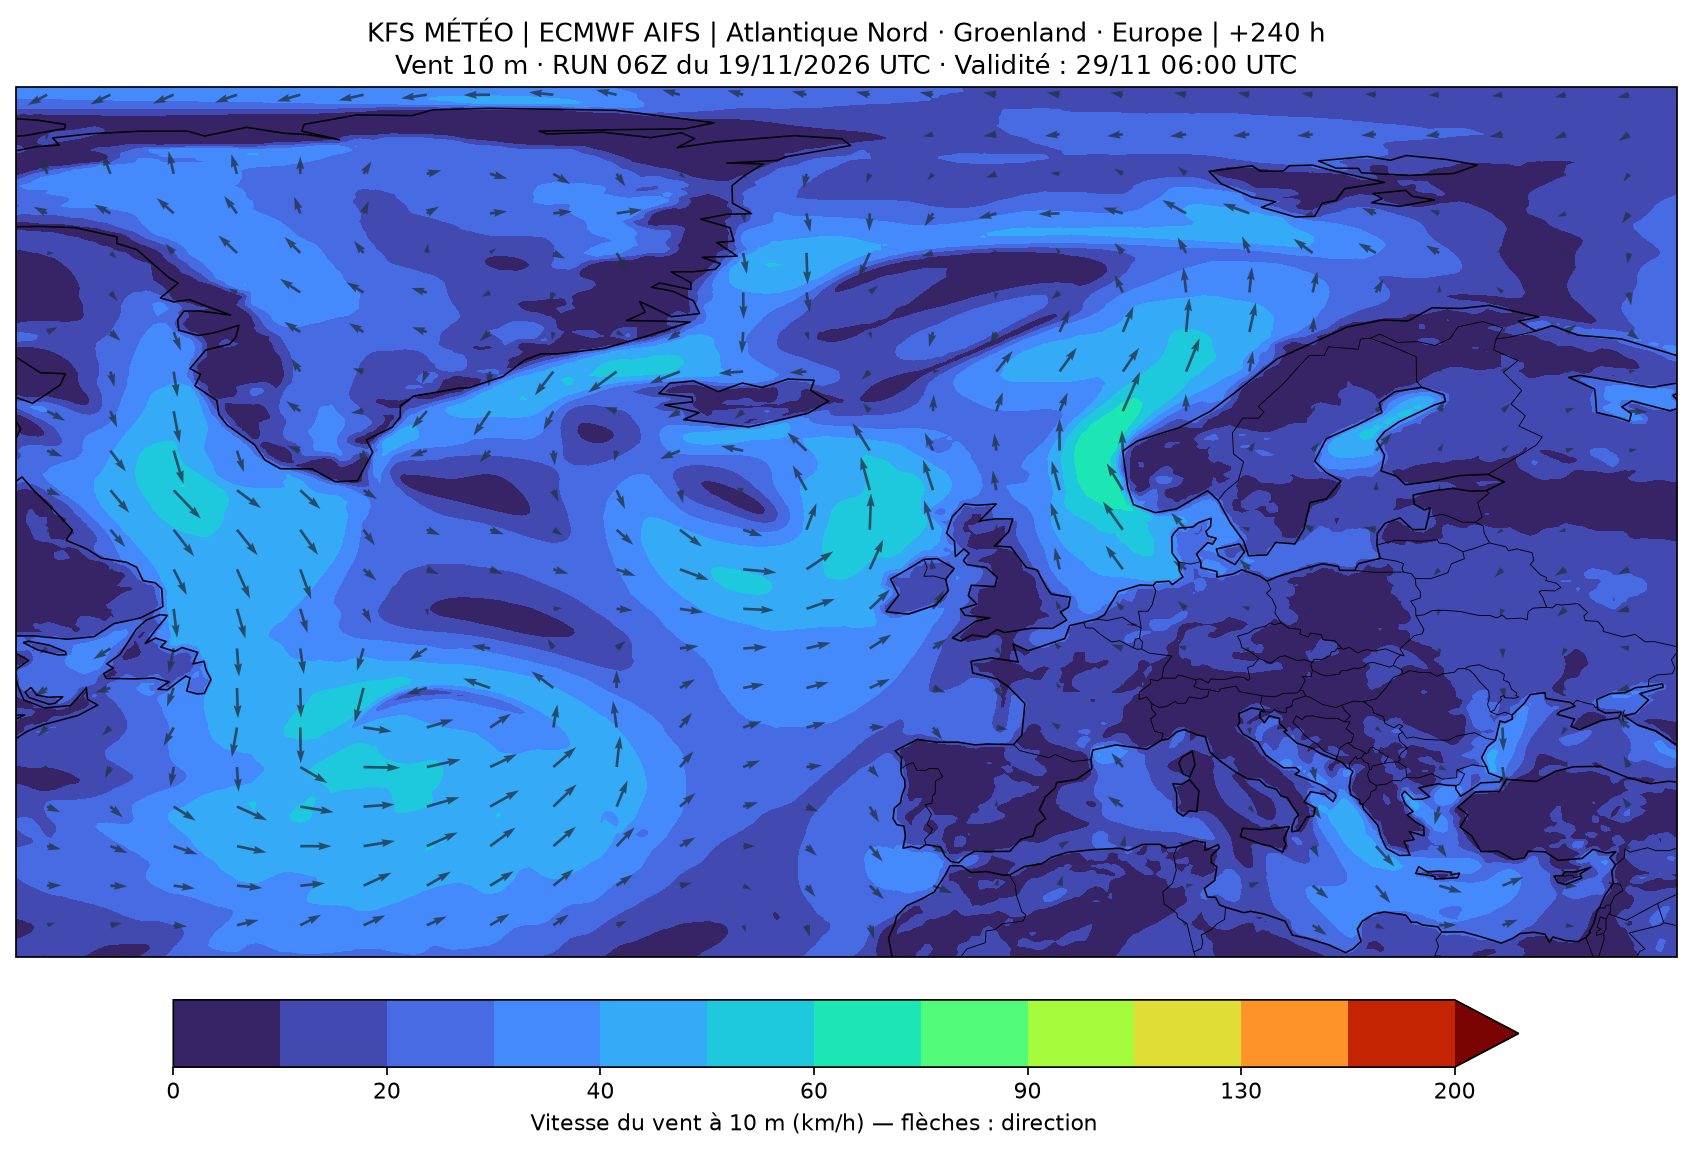 KFS MÉTÉO | ECMWF AIFS | Atlantique Nord · Groenland · Europe | +240 h
Vent 10 m · RUN 06Z du 19/11/2026 UTC · Validité : 29/11 06:00 UTC
0 20 40 60 90 130 200
Vitesse du vent à 10 m (km/h) — flèches : direction